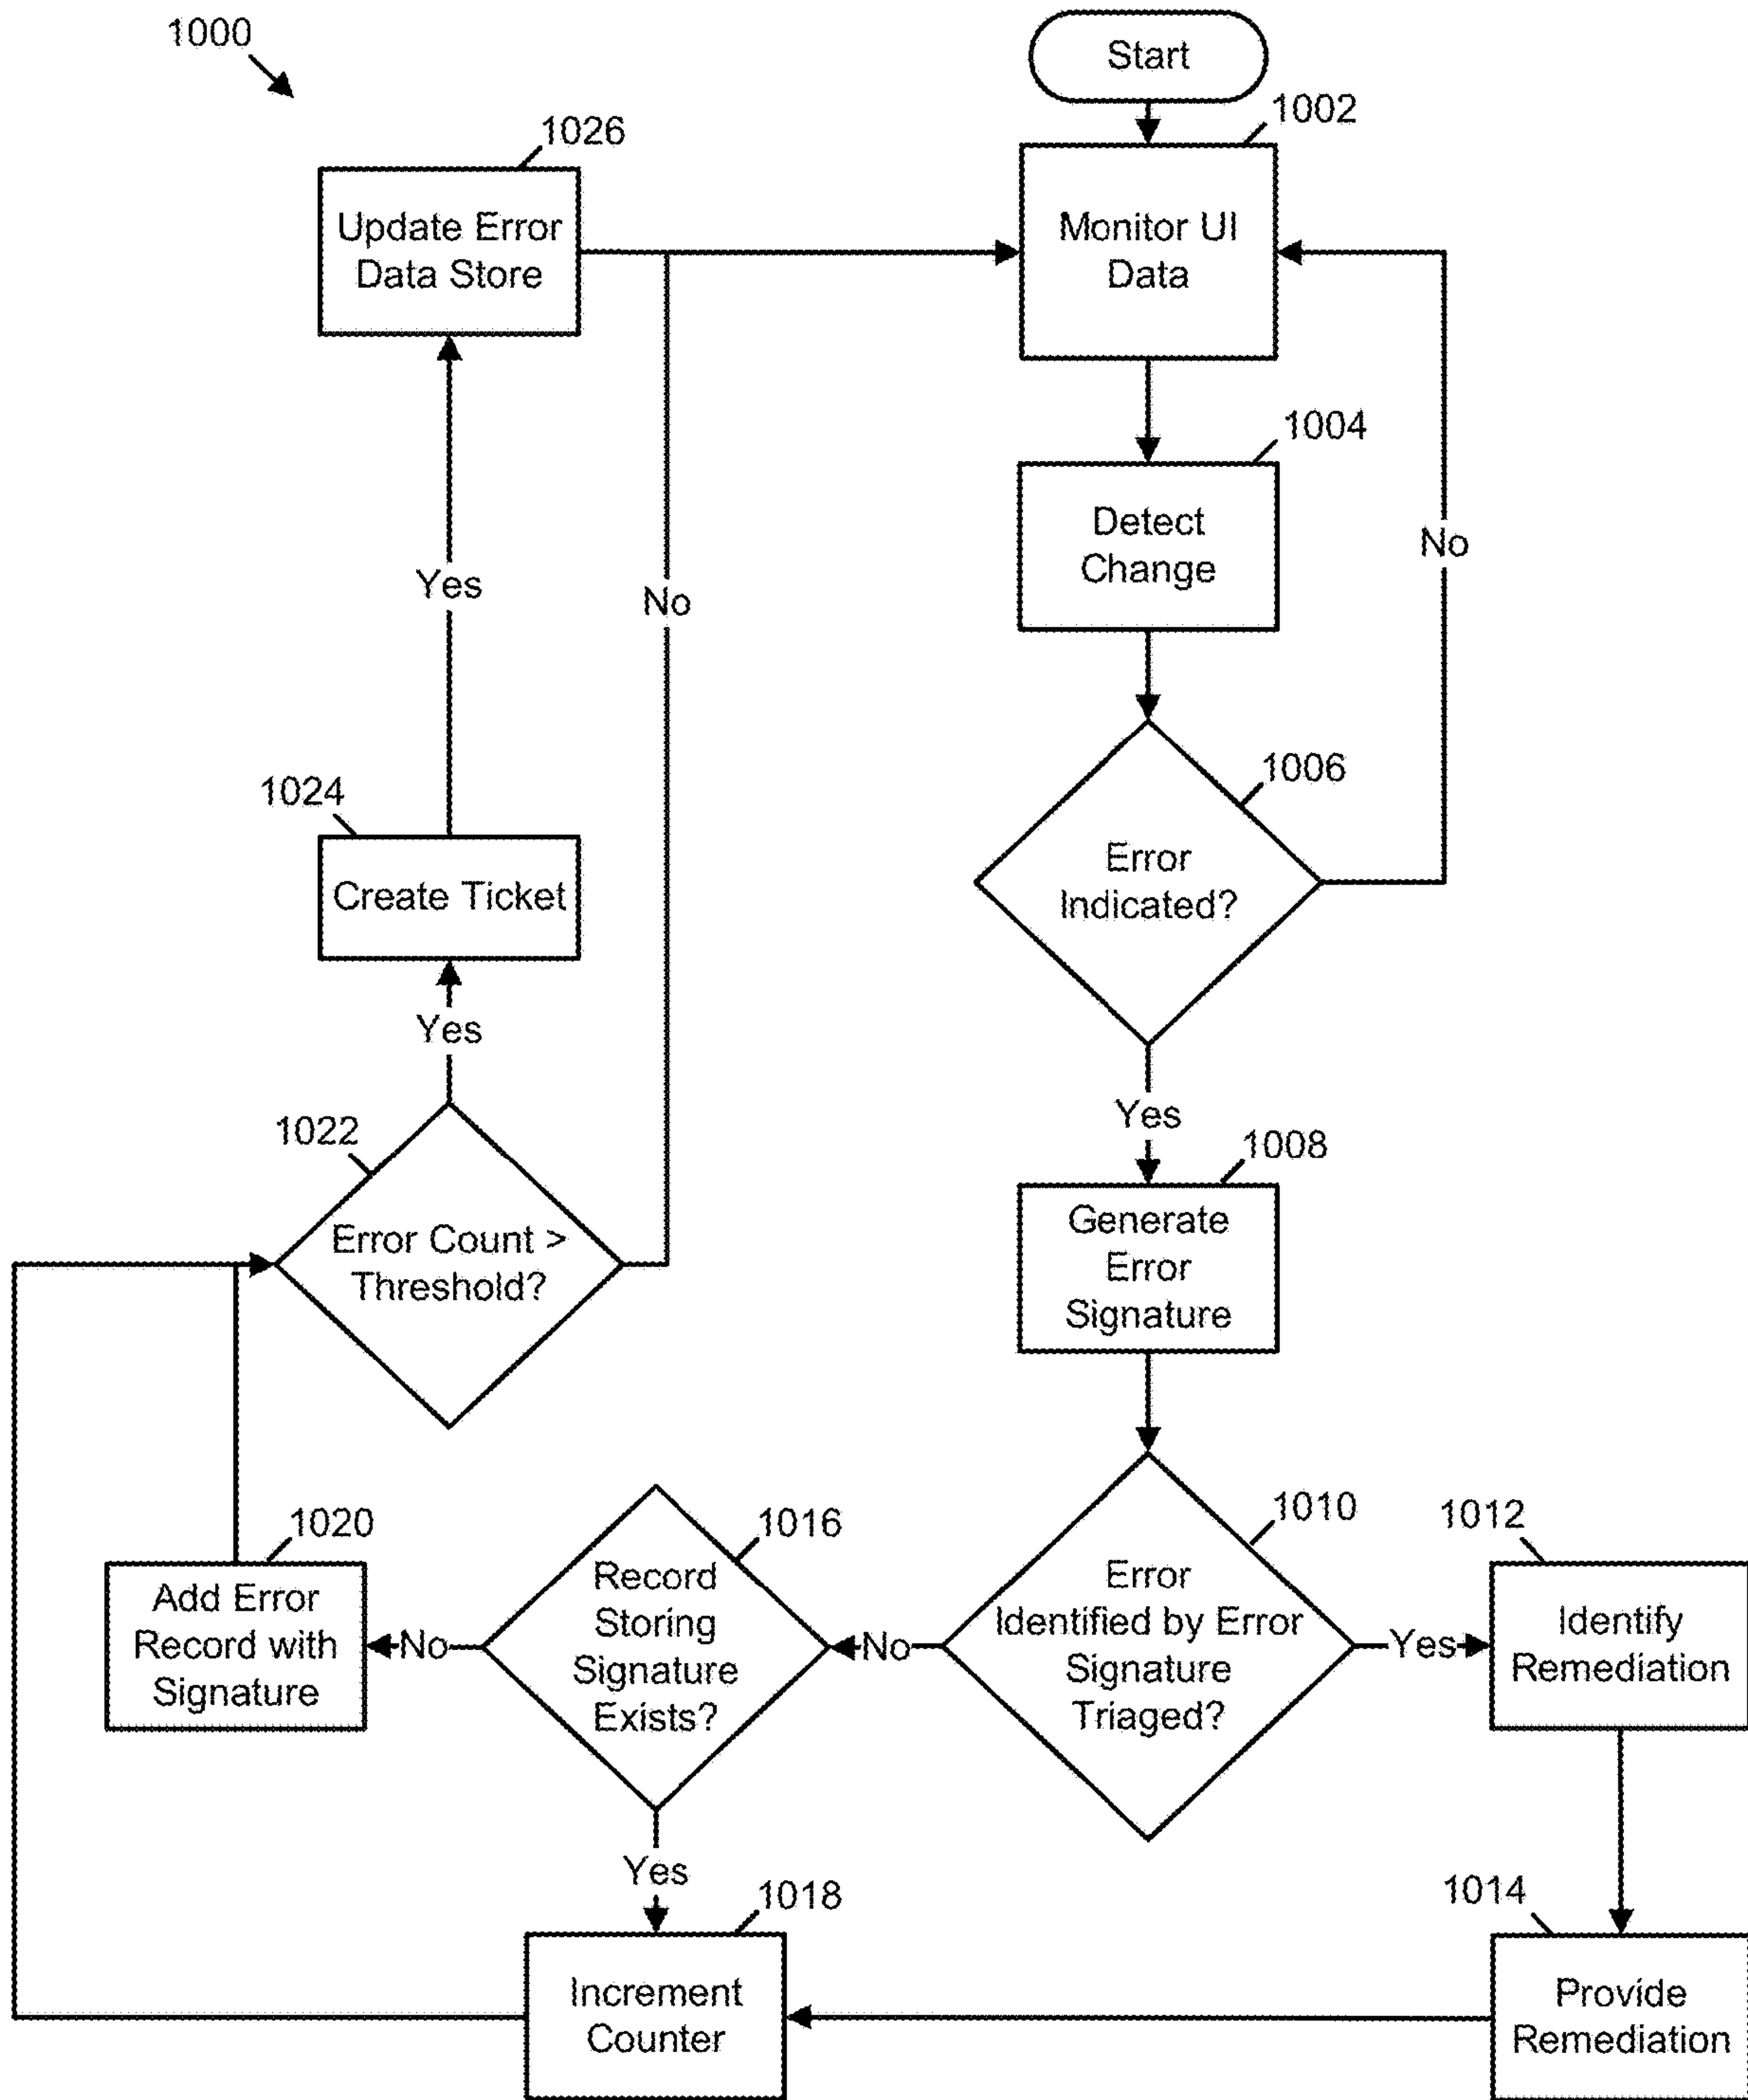 1000
Start
1002
Monitor UI
Data
1026
Update Error
Data Store
1004
Detect
Change
No
Yes
No
1006
Error
Indicated?
1024
Create Ticket
Yes
Yes
1008
Generate
Error
Signature
1022
Error Count >
Threshold?
1010
Error
Identified by Error
Signature
Triaged?
Yes
1012
Identify
Remediation
No
1016
Record
Storing
Signature
Exists?
No
1020
Add Error
Record with
Signature
Yes
1018
Increment
Counter
1014
Provide
Remediation